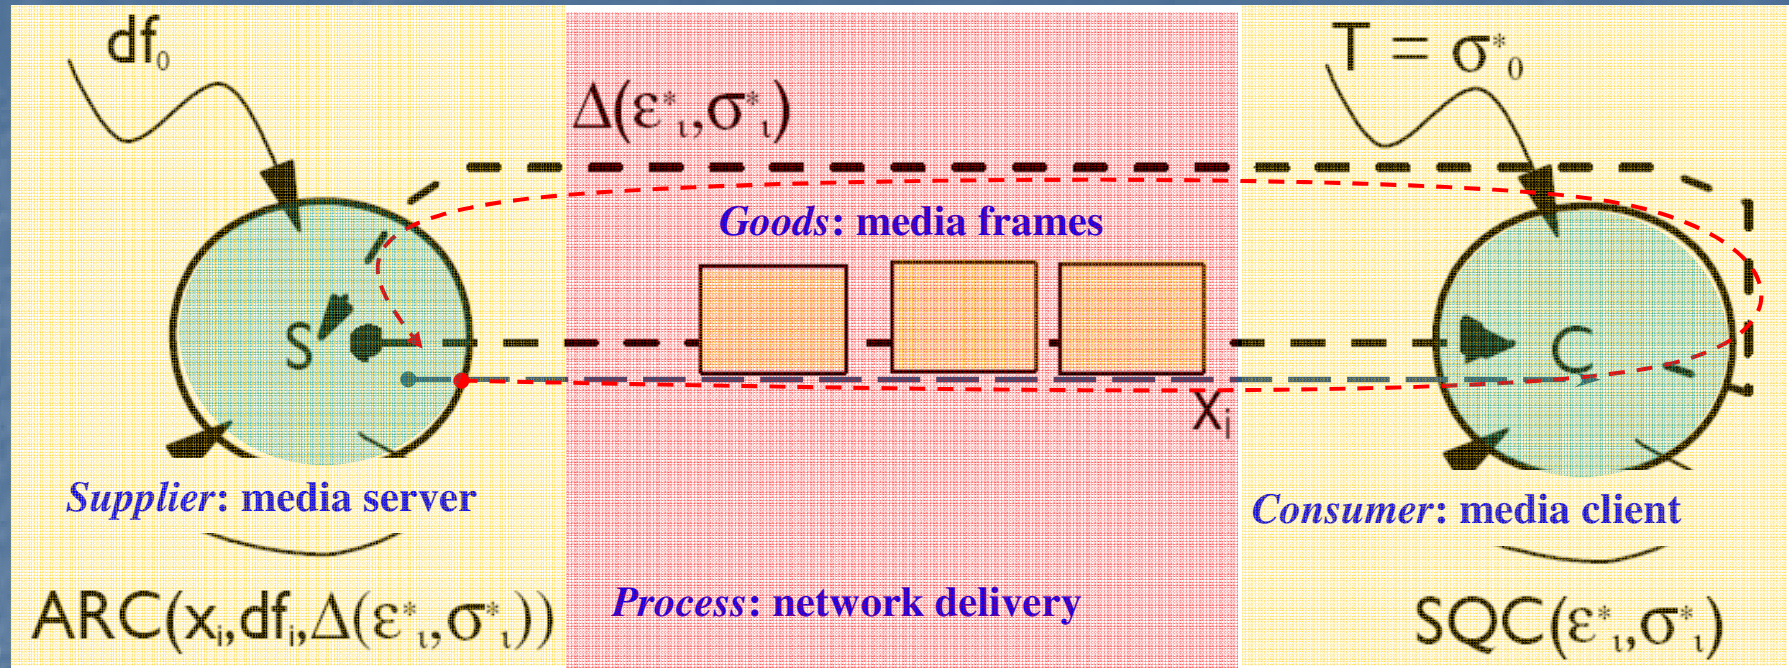 df₀
T = σ*₀
Δ(ε*ι,σ*ι)
Goods: media frames
S
C
Xᵢ
Supplier: media server
Consumer: media client
Process: network delivery
ARC(xᵢ,dfᵢ,Δ(ε*ι,σ*ι))
SQC(ε*ι,σ*ι)